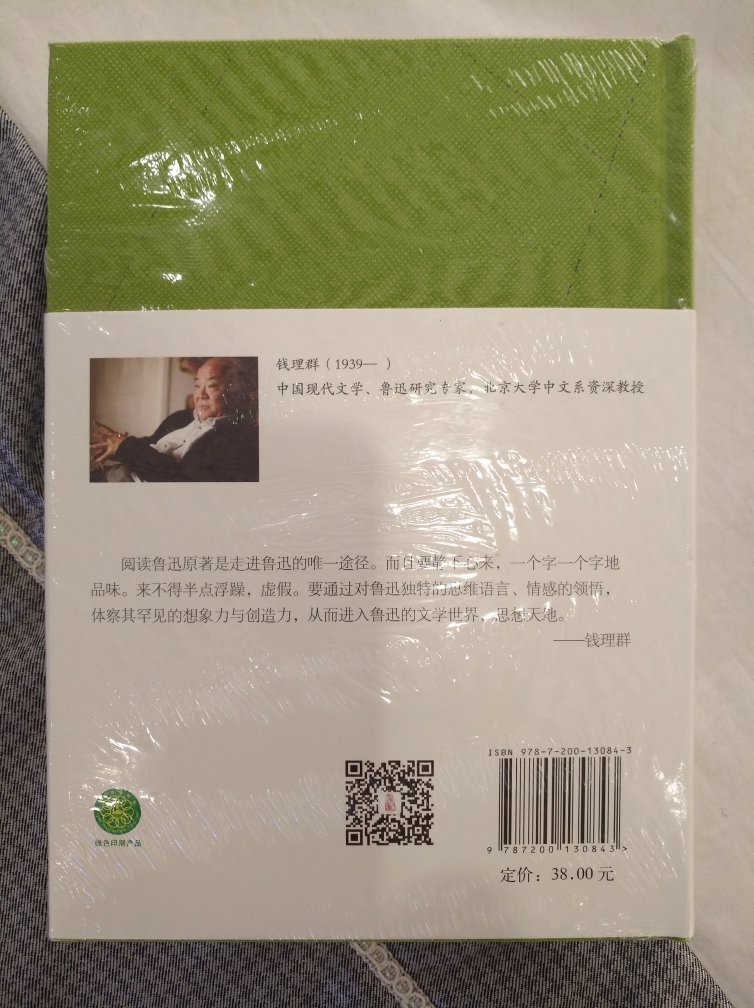 钱理群（1939— ）
中国现代文学、鲁迅研究专家，北京大学中文系资深教授
阅读鲁迅原著是走进鲁迅的唯一途径。而且要静下心来，一个字一个字地
品味。来不得半点浮躁，虚假。要通过对鲁迅独特的思维语言、情感的领悟，
体察其罕见的想象力与创造力，从而进入鲁迅的文学世界，思想天地。
——钱理群
ISBN 978-7-200-13084-3
9 787200 130843 >
定价：38.00 元
绿色印刷产品